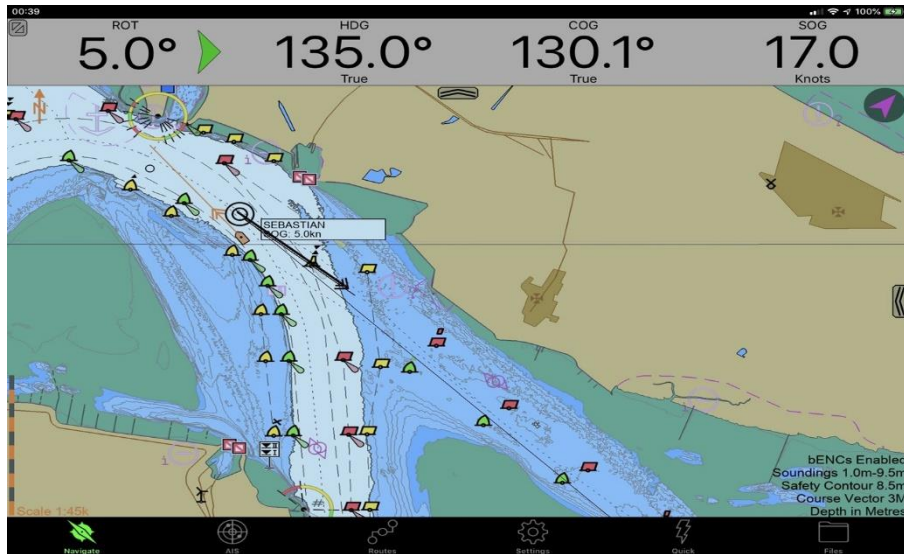 00:39
100%
ROT
HDG
COG
SOG
5.0°
135.0°
130.1°
17.0
True
True
Knots
N
SEBASTIAN
SOG: 5.0kn
bENCs Enabled
Soundings 1.0m-9.5m
Safety Contour 8.5m
Course Vector 3M
Depth in Metres
Scale 1:45k
Navigate
AIS
Routes
Settings
Quick
Files